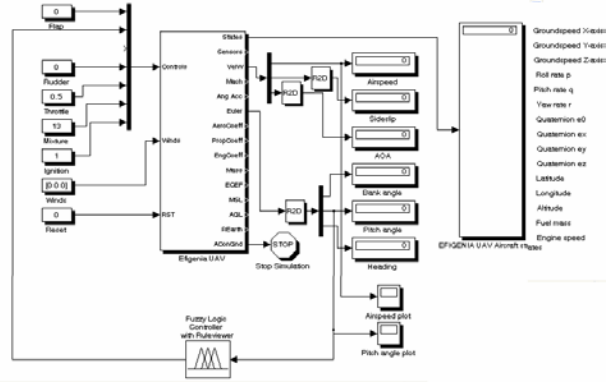 0
Flap
0
Rudder
0.5
Throttle
13
Mixture
1
Ignition
[0 0 0]
Winds
0
Reset
Controls
Winds
RST
States
Sensors
VelW
Mach
Ang Acc
Euler
AeroCoeff
PropCoeff
EngCoeff
Mass
ECEF
MSL
AGL
REarth
AConGnd
Efigenia UAV
R2D
R2D
R2D
STOP
Stop Simulation
0
Airspeed
0
Sideslip
0
AOA
0
Bank angle
0
Pitch angle
0
Heading
Airspeed plot
Pitch angle plot
Fuzzy Logic
Controller
with Ruleviewer
0
EFIGENIA UAV Aircraft states
Groundspeed X-axis
Groundspeed Y-axis
Groundspeed Z-axis
Roll rate p
Pitch rate q
Yaw rate r
Quaternion e0
Quaternion ex
Quaternion ey
Quaternion ez
Latitude
Longitude
Altitude
Fuel mass
Engine speed